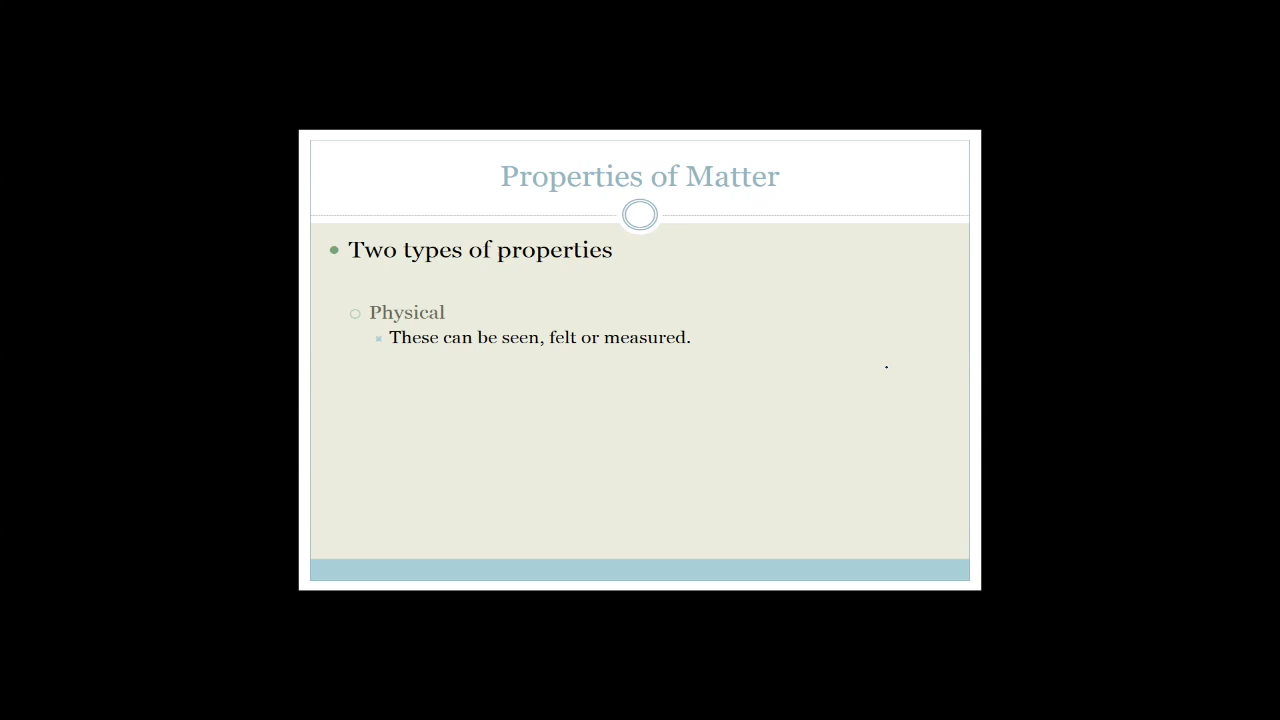 Properties of Matter
Two types of properties
Physical
These can be seen, felt or measured.